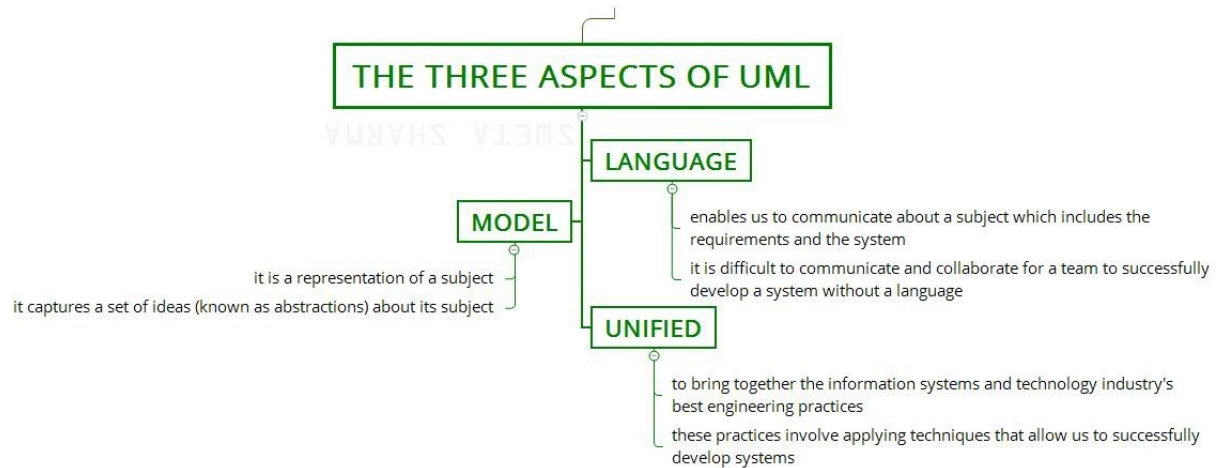 THE THREE ASPECTS OF UML
SWETA SHARMA
LANGUAGE
enables us to communicate about a subject which includes the
requirements and the system
it is difficult to communicate and collaborate for a team to successfully
develop a system without a language
MODEL
it is a representation of a subject
it captures a set of ideas (known as abstractions) about its subject
UNIFIED
to bring together the information systems and technology industry's
best engineering practices
these practices involve applying techniques that allow us to successfully
develop systems